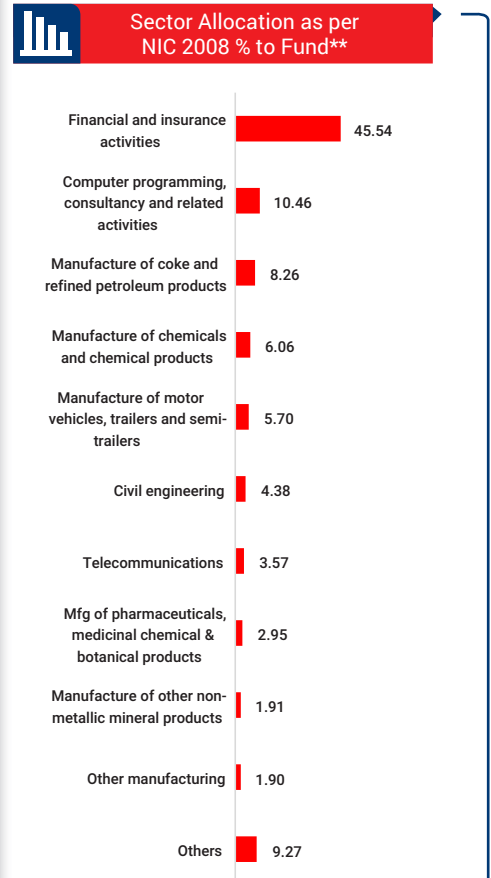 Sector Allocation as per
NIC 2008 % to Fund**
Financial and insurance
activities
45.54
Computer programming,
consultancy and related
activities
10.46
Manufacture of coke and
refined petroleum products
8.26
Manufacture of chemicals
and chemical products
6.06
Manufacture of motor
vehicles, trailers and semi-
trailers
5.70
Civil engineering
4.38
Telecommunications
3.57
Mfg of pharmaceuticals,
medicinal chemical &
botanical products
2.95
Manufacture of other non-
metallic mineral products
1.91
Other manufacturing
1.90
Others
9.27